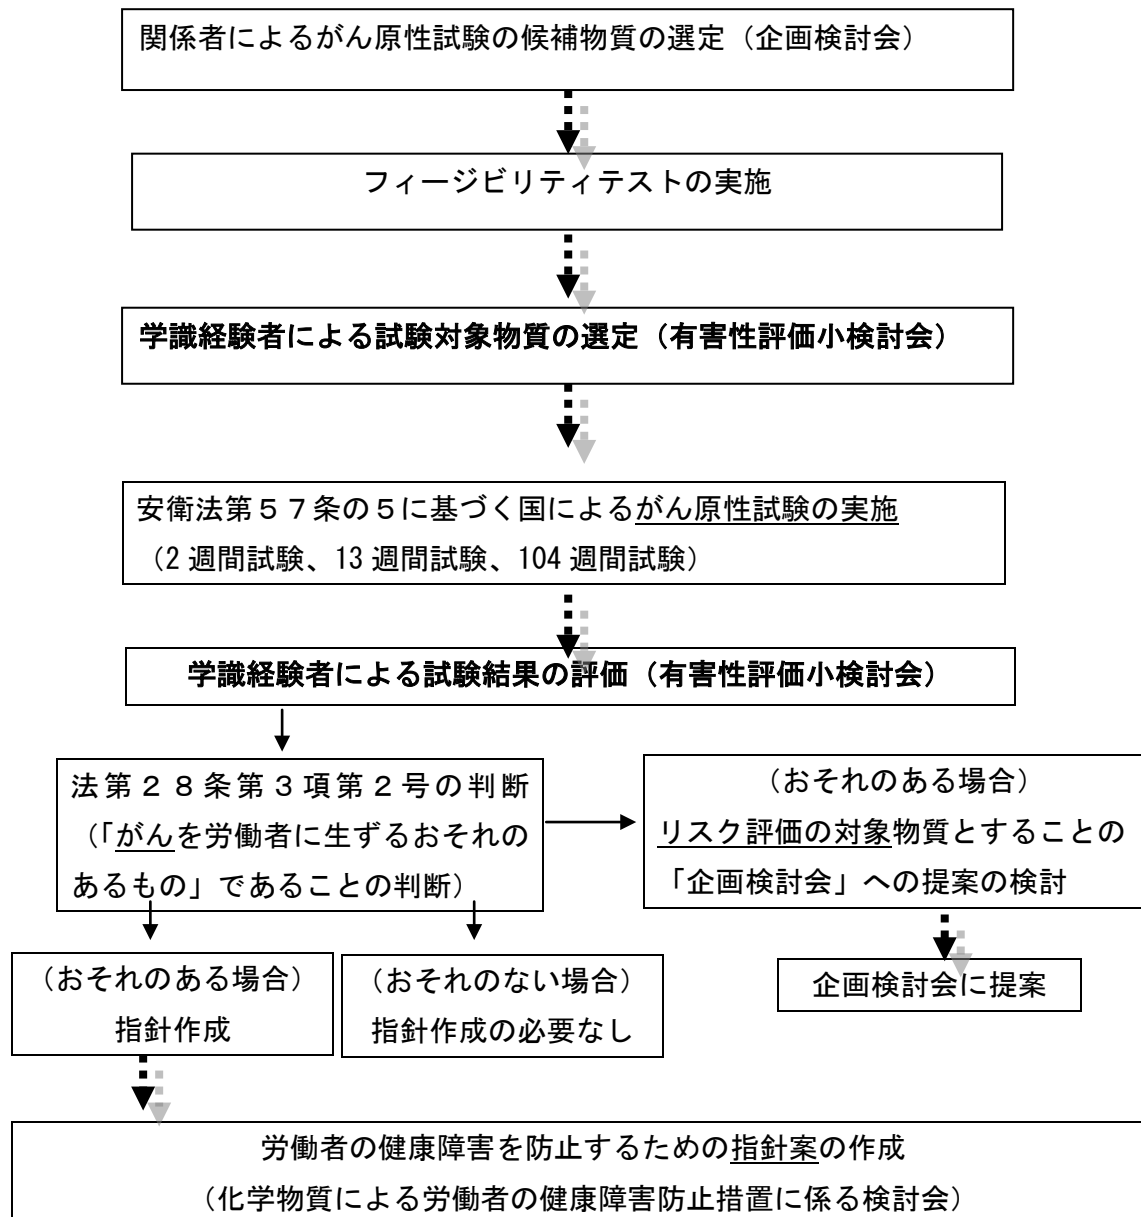 関係者によるがん原性試験の候補物質の選定（企画検討会）
フィージビリティテストの実施
学識経験者による試験対象物質の選定（有害性評価小検討会）
安衛法第５７条の５に基づく国によるがん原性試験の実施
（2 週間試験、13 週間試験、104 週間試験）
学識経験者による試験結果の評価（有害性評価小検討会）
法第２８条第３項第２号の判断
（「がんを労働者に生ずるおそれの
あるもの」であることの判断）
（おそれのある場合）
リスク評価の対象物質とすることの
「企画検討会」への提案の検討
（おそれのある場合）
指針作成
（おそれのない場合）
指針作成の必要なし
企画検討会に提案
労働者の健康障害を防止するための指針案の作成
（化学物質による労働者の健康障害防止措置に係る検討会）